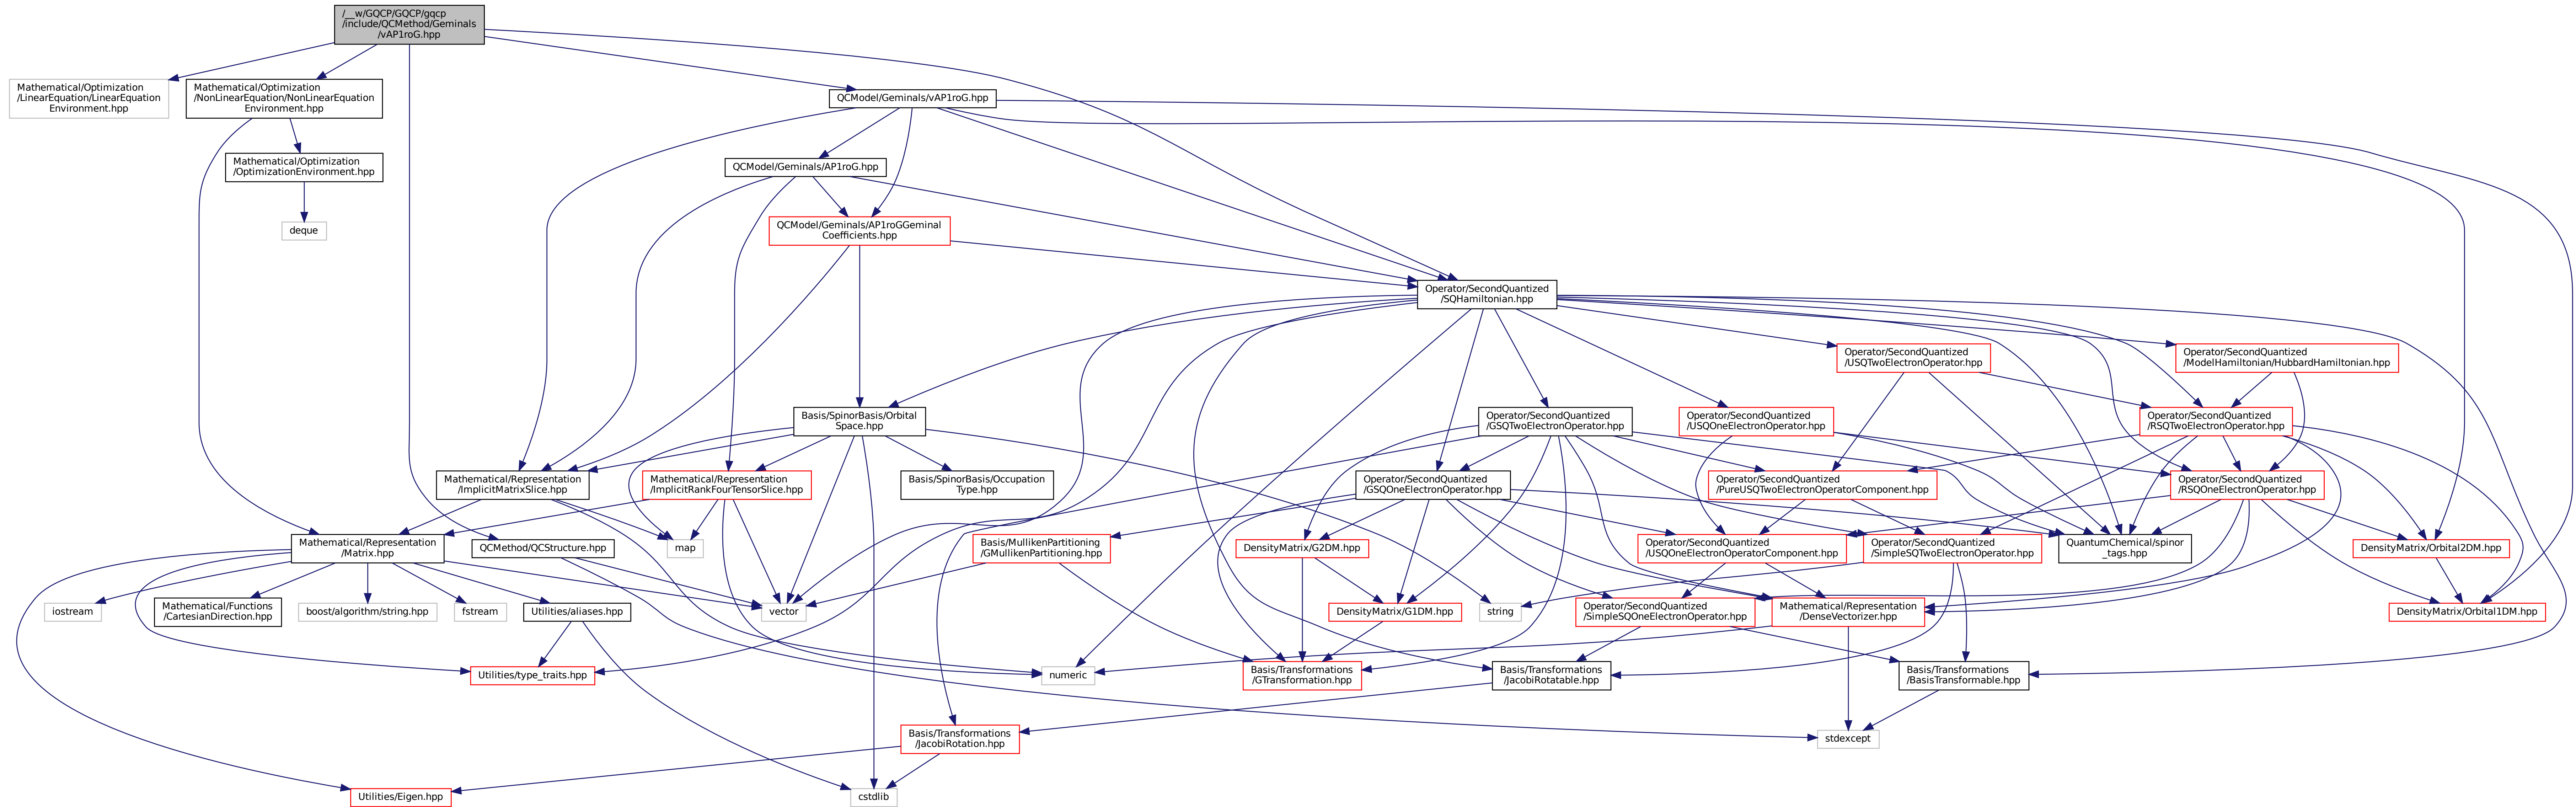 /__w/GQCP/GQCP/gqcp
/include/QCMethod/Geminals
/vAP1roG.hpp
Mathematical/Optimization
/LinearEquation/LinearEquation
Environment.hpp
Mathematical/Optimization
/NonLinearEquation/NonLinearEquation
Environment.hpp
QCModel/Geminals/vAP1roG.hpp
Mathematical/Optimization
/OptimizationEnvironment.hpp
QCModel/Geminals/AP1roG.hpp
deque
QCModel/Geminals/AP1roGGeminal
Coefficients.hpp
Operator/SecondQuantized
/SQHamiltonian.hpp
Operator/SecondQuantized
/USQTwoElectronOperator.hpp
Operator/SecondQuantized
/ModelHamiltonian/HubbardHamiltonian.hpp
Basis/SpinorBasis/Orbital
Space.hpp
Operator/SecondQuantized
/GSQTwoElectronOperator.hpp
Operator/SecondQuantized
/USQOneElectronOperator.hpp
Operator/SecondQuantized
/RSQTwoElectronOperator.hpp
Mathematical/Representation
/ImplicitMatrixSlice.hpp
Mathematical/Representation
/ImplicitRankFourTensorSlice.hpp
Basis/SpinorBasis/Occupation
Type.hpp
Operator/SecondQuantized
/GSQOneElectronOperator.hpp
Operator/SecondQuantized
/PureUSQTwoElectronOperatorComponent.hpp
Operator/SecondQuantized
/RSQOneElectronOperator.hpp
Mathematical/Representation
/Matrix.hpp
QCMethod/QCStructure.hpp
map
Basis/MullikenPartitioning
/GMullikenPartitioning.hpp
DensityMatrix/G2DM.hpp
Operator/SecondQuantized
/USQOneElectronOperatorComponent.hpp
Operator/SecondQuantized
/SimpleSQTwoElectronOperator.hpp
QuantumChemical/spinor
_tags.hpp
DensityMatrix/Orbital2DM.hpp
iostream
Mathematical/Functions
/CartesianDirection.hpp
boost/algorithm/string.hpp
fstream
Utilities/aliases.hpp
vector
DensityMatrix/G1DM.hpp
string
Operator/SecondQuantized
/SimpleSQOneElectronOperator.hpp
Mathematical/Representation
/DenseVectorizer.hpp
DensityMatrix/Orbital1DM.hpp
Utilities/type_traits.hpp
numeric
Basis/Transformations
/GTransformation.hpp
Basis/Transformations
/JacobiRotatable.hpp
Basis/Transformations
/BasisTransformable.hpp
Basis/Transformations
/JacobiRotation.hpp
stdexcept
Utilities/Eigen.hpp
cstdlib